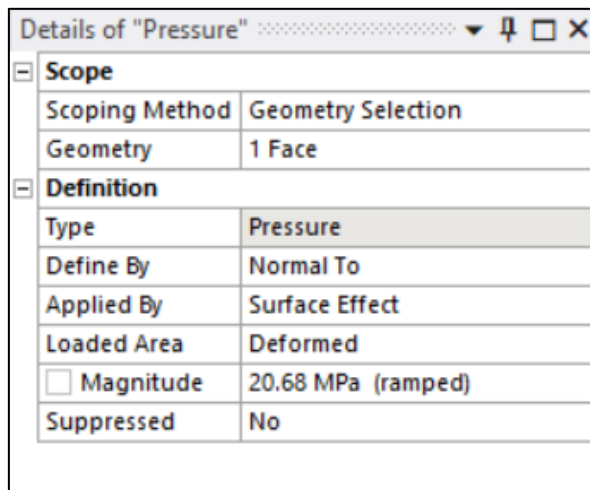 Details of "Pressure"
Scope
Scoping Method Geometry Selection
Geometry 1 Face
Definition
Type Pressure
Define By Normal To
Applied By Surface Effect
Loaded Area Deformed
Magnitude 20.68 MPa (ramped)
Suppressed No